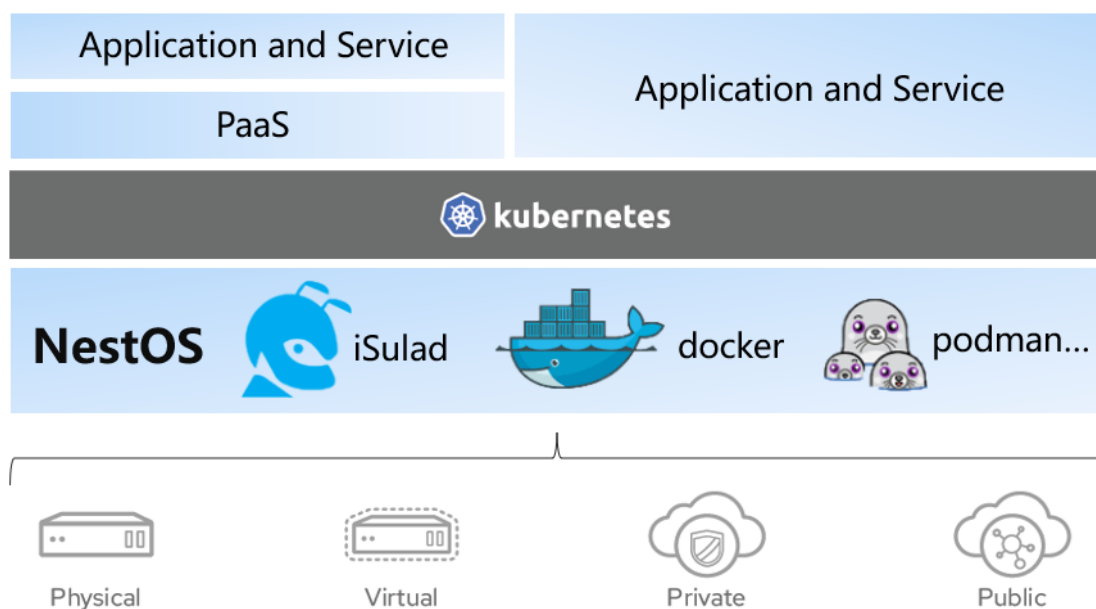 Application and Service
PaaS
Application and Service
kubernetes
NestOS iSulad docker podman...
Physical Virtual Private Public